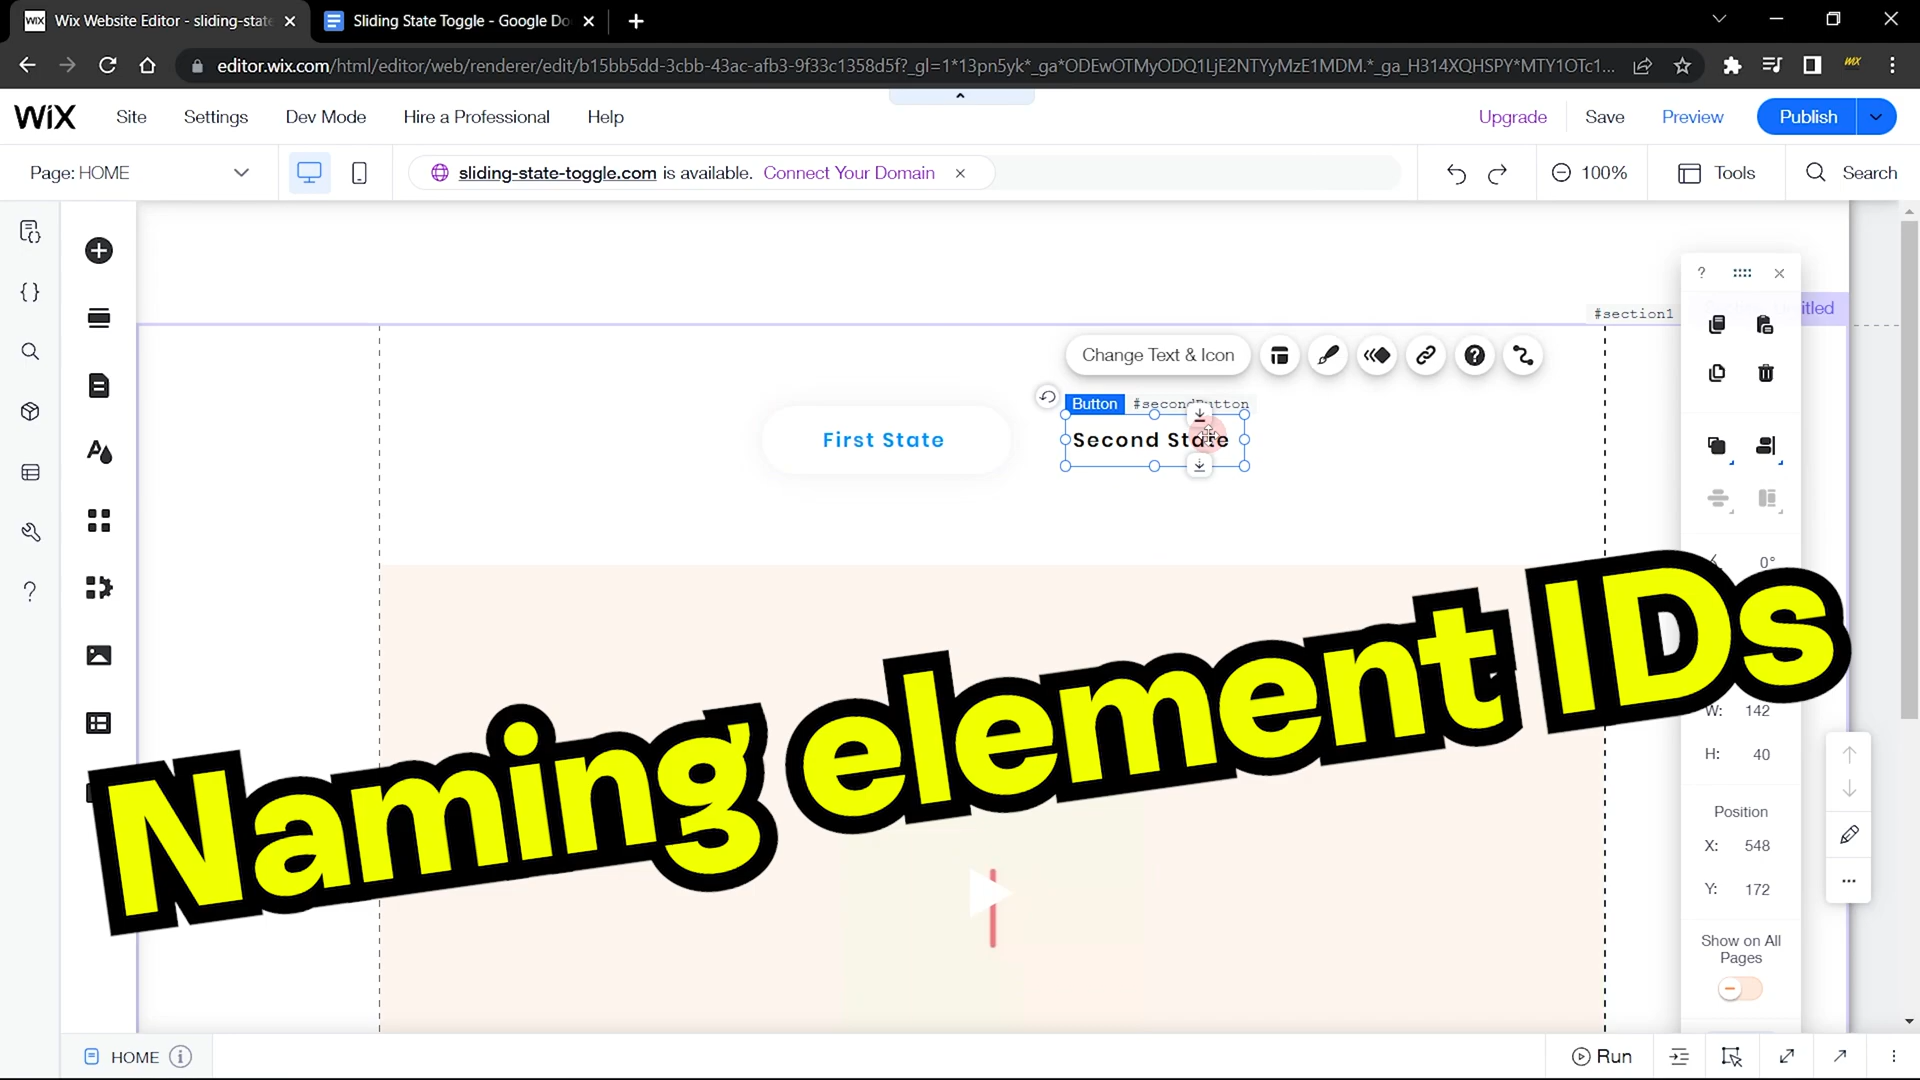 WIX Wix Website Editor - sliding-state
Sliding State Toggle - Google Do
editor.wix.com/html/editor/web/renderer/edit/b15bb5dd-3cbb-43ac-afb3-9f33c1358d5f?_gl=1*13pn5yk*_ga*ODEwOTMyODQ1LjE2NTYyMzE1MDM.*_ga_H314XQHSPY*MTY1OTc1...
WIX
WIX Site Settings Dev Mode Hire a Professional Help
Upgrade Save Preview Publish
Page: HOME
sliding-state-toggle.com is available. Connect Your Domain
100% Tools Search
#section1
itled
Change Text & Icon
Button #secondButton
First State
Second State
0°
Naming element IDs
W: 142
H: 40
Position
X: 548
Y: 172
Show on All
Pages
HOME
Run